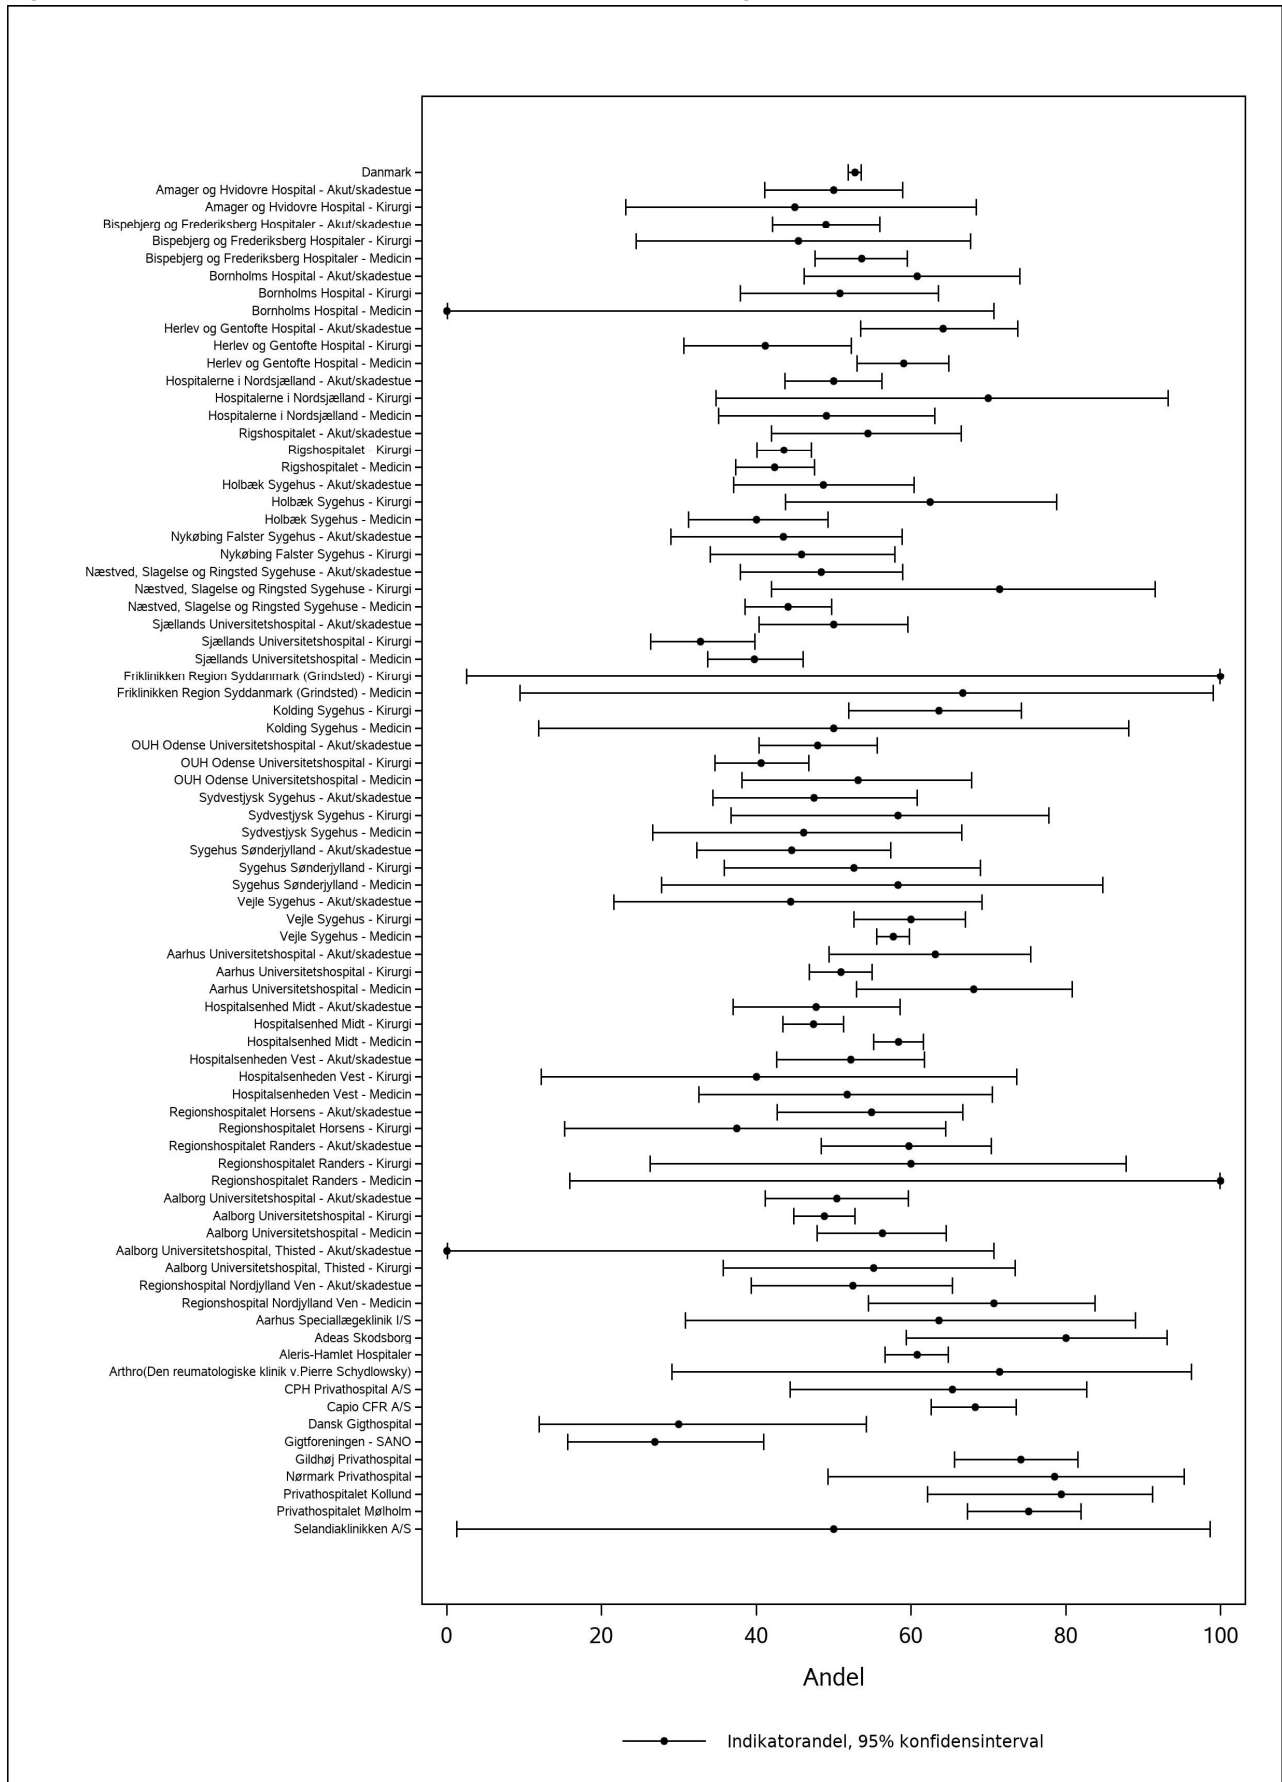 Danmark
Amager og Hvidovre Hospital - Akut/skadestue
Amager og Hvidovre Hospital - Kirurgi
Bispebjerg og Frederiksberg Hospitaler - Akut/skadestue
Bispebjerg og Frederiksberg Hospitaler - Kirurgi
Bispebjerg og Frederiksberg Hospitaler - Medicin
Bornholms Hospital - Akut/skadestue
Bornholms Hospital - Kirurgi
Bornholms Hospital - Medicin
Herlev og Gentofte Hospital - Akut/skadestue
Herlev og Gentofte Hospital - Kirurgi
Herlev og Gentofte Hospital - Medicin
Hospitalerne i Nordsjælland - Akut/skadestue
Hospitalerne i Nordsjælland - Kirurgi
Hospitalerne i Nordsjælland - Medicin
Rigshospitalet - Akut/skadestue
Rigshospitalet - Kirurgi
Rigshospitalet - Medicin
Holbæk Sygehus - Akut/skadestue
Holbæk Sygehus - Kirurgi
Holbæk Sygehus - Medicin
Nykøbing Falster Sygehus - Akut/skadestue
Nykøbing Falster Sygehus - Kirurgi
Næstved, Slagelse og Ringsted Sygehuse - Akut/skadestue
Næstved, Slagelse og Ringsted Sygehuse - Kirurgi
Næstved, Slagelse og Ringsted Sygehuse - Medicin
Sjællands Universitetshospital - Akut/skadestue
Sjællands Universitetshospital - Kirurgi
Sjællands Universitetshospital - Medicin
Friklinikken Region Syddanmark (Grindsted) - Kirurgi
Friklinikken Region Syddanmark (Grindsted) - Medicin
Kolding Sygehus - Kirurgi
Kolding Sygehus - Medicin
OUH Odense Universitetshospital - Akut/skadestue
OUH Odense Universitetshospital - Kirurgi
OUH Odense Universitetshospital - Medicin
Sydvestjysk Sygehus - Akut/skadestue
Sydvestjysk Sygehus - Kirurgi
Sydvestjysk Sygehus - Medicin
Sygehus Sønderjylland - Akut/skadestue
Sygehus Sønderjylland - Kirurgi
Sygehus Sønderjylland - Medicin
Vejle Sygehus - Akut/skadestue
Vejle Sygehus - Kirurgi
Vejle Sygehus - Medicin
Aarhus Universitetshospital - Akut/skadestue
Aarhus Universitetshospital - Kirurgi
Aarhus Universitetshospital - Medicin
Hospitalsenhed Midt - Akut/skadestue
Hospitalsenhed Midt - Kirurgi
Hospitalsenhed Midt - Medicin
Hospitalsenheden Vest - Akut/skadestue
Hospitalsenheden Vest - Kirurgi
Hospitalsenheden Vest - Medicin
Regionshospitalet Horsens - Akut/skadestue
Regionshospitalet Horsens - Kirurgi
Regionshospitalet Randers - Akut/skadestue
Regionshospitalet Randers - Kirurgi
Regionshospitalet Randers - Medicin
Aalborg Universitetshospital - Akut/skadestue
Aalborg Universitetshospital - Kirurgi
Aalborg Universitetshospital - Medicin
Aalborg Universitetshospital, Thisted - Akut/skadestue
Aalborg Universitetshospital, Thisted - Kirurgi
Regionshospital Nordjylland Ven - Akut/skadestue
Regionshospital Nordjylland Ven - Medicin
Aarhus Speciallægeklinik I/S
Adeas Skodsborg
Aleris-Hamlet Hospitaler
Arthro(Den reumatologiske klinik v.Pierre Schydlowsky)
CPH Privathospital A/S
Capio CFR A/S
Dansk Gigthospital
Gigtforeningen - SANO
Gildhøj Privathospital
Nørmark Privathospital
Privathospitalet Kollund
Privathospitalet Mølholm
Selandiaklinikken A/S
0 20 40 60 80 100
Andel
Indikatorandel, 95% konfidensinterval